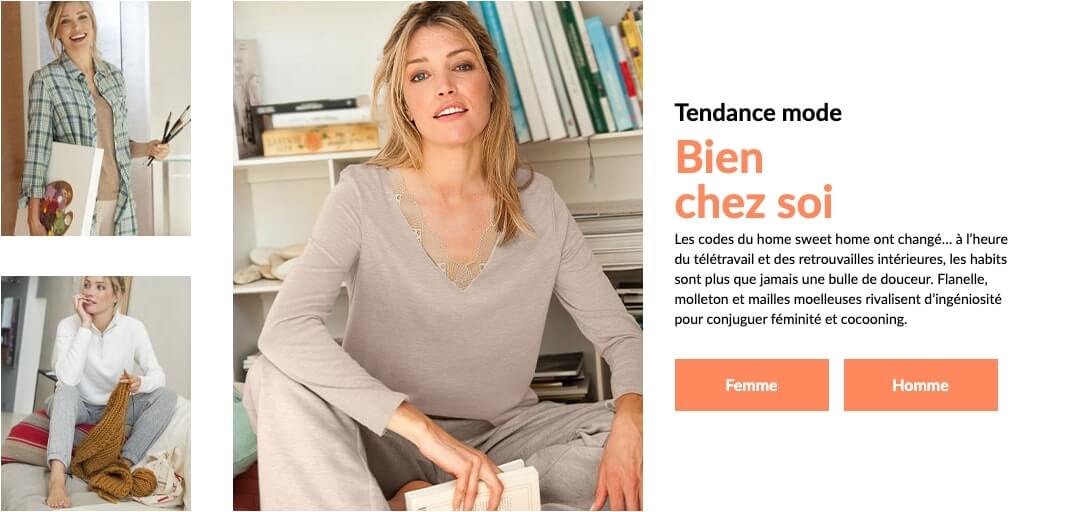 Tendance mode
Bien
chez soi
Les codes du home sweet home ont changé... à l'heure
du télétravail et des retrouvailles intérieures, les habits
sont plus que jamais une bulle de douceur. Flanelle,
molleton et mailles moelleuses rivalisent d'ingéniosité
pour conjuguer féminité et cocooning.
Femme
Homme